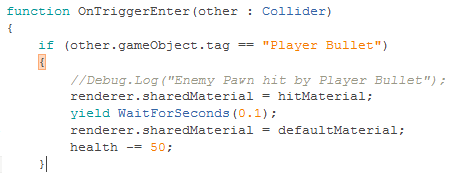 function OnTriggerEnter(other : Collider)
{
    if (other.gameObject.tag == "Player Bullet")
    {
        //Debug.Log("Enemy Pawn hit by Player Bullet");
        renderer.sharedMaterial = hitMaterial;
        yield WaitForSeconds(0.1);
        renderer.sharedMaterial = defaultMaterial;
        health -= 50;
    }